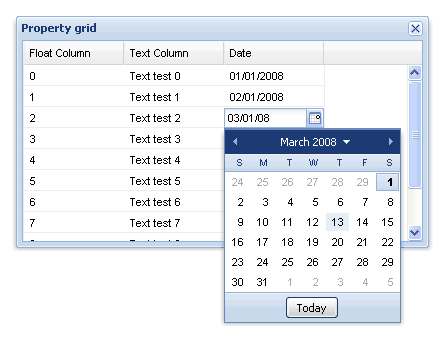 Property grid
Float Column Text Column Date
0 Text test 0 01/01/2008
1 Text test 1 02/01/2008
2 Text test 2 03/01/08
3 Text test 3
4 Text test 4
5 Text test 5
6 Text test 6
7 Text test 7
March 2008
S M T W T F S
24 25 26 27 28 29 1
2 3 4 5 6 7 8
9 10 11 12 13 14 15
16 17 18 19 20 21 22
23 24 25 26 27 28 29
30 31 1 2 3 4 5
Today